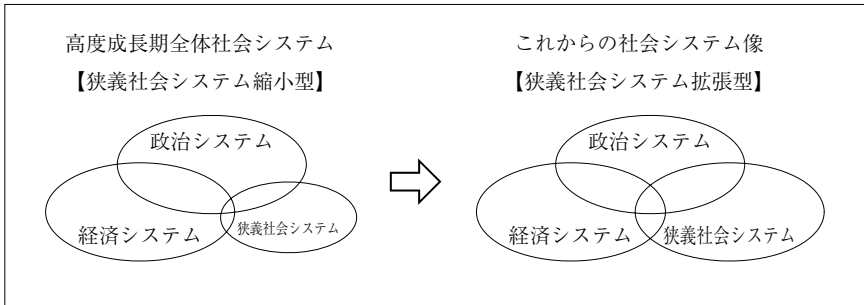 高度成長期全体社会システム
【狭義社会システム縮小型】
政治システム
経済システム
狭義社会システム
これからの社会システム像
【狭義社会システム拡張型】
政治システム
経済システム
狭義社会システム